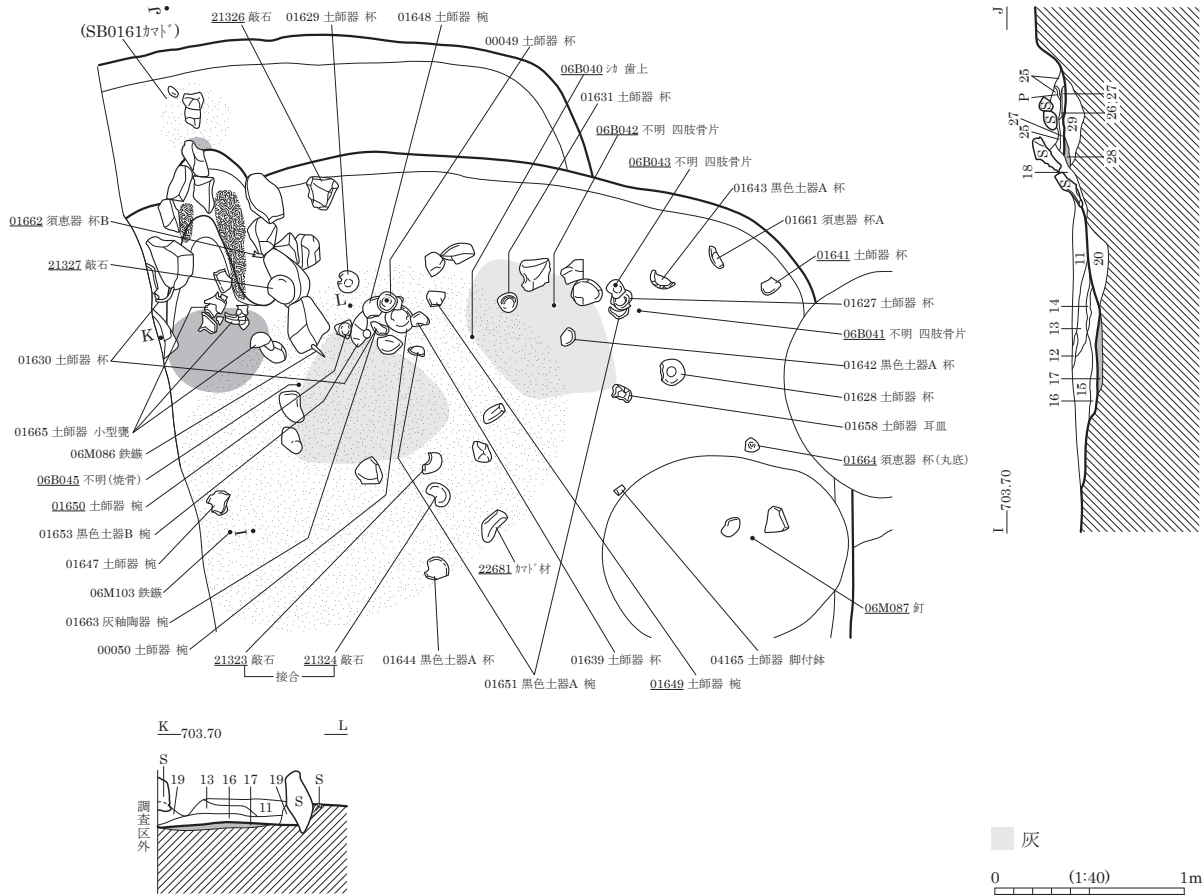 J
(SB0161ｶﾏﾄﾞ)
21326 敲石
01629 土師器 杯
01648 土師器 椀
00049 土師器 杯
06B040 ｼｶ 歯上
01631 土師器 杯
06B042 不明 四肢骨片
06B043 不明 四肢骨片
01643 黒色土器A 杯
01661 須恵器 杯A
01641 土師器 杯
01627 土師器 杯
06B041 不明 四肢骨片
01642 黒色土器A 杯
01628 土師器 杯
01658 土師器 耳皿
01664 須恵器 杯(丸底)
06M087 釘
01662 須恵器 杯B
21327 敲石
L
K
01630 土師器 杯
01665 土師器 小型甕
06M086 鉄鏃
06B045 不明(焼骨)
01650 土師器 椀
01653 黒色土器B 椀
01647 土師器 椀
I
06M103 鉄鏃
01663 灰釉陶器 椀
00050 土師器 椀
22681 ｶﾏﾄﾞ材
21323 敲石
21324 敲石
接合
01644 黒色土器A 杯
01651 黒色土器A 椀
01639 土師器 杯
01649 土師器 椀
04165 土師器 脚付鉢
J
25
P
S
S
27
25
S
18
S
26･27
29
28
11
20
14
13
12
17
15
16
I
703.70
K
703.70
L
S
19
13
16
17
19
S
11
S
調査区外
灰
0
(1:40)
1m